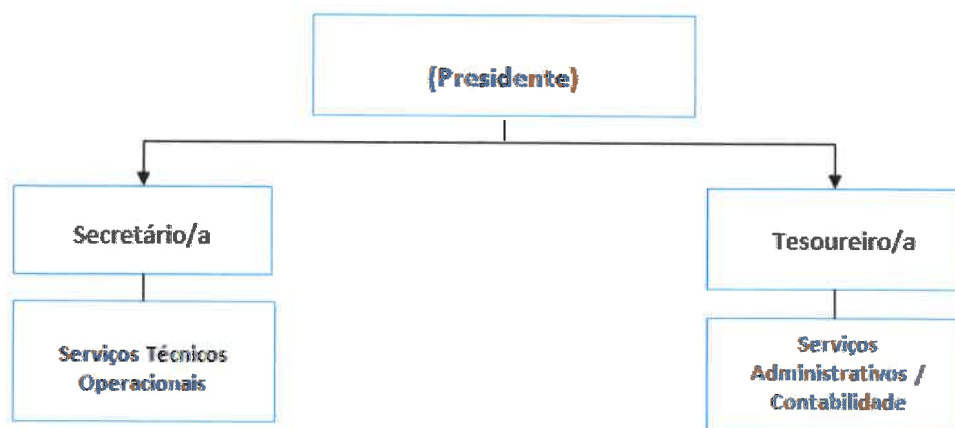 (Presidente)
Secretário/a
Tesoureiro/a
Serviços Técnicos
Operacionais
Serviços
Administrativos /
Contabilidade